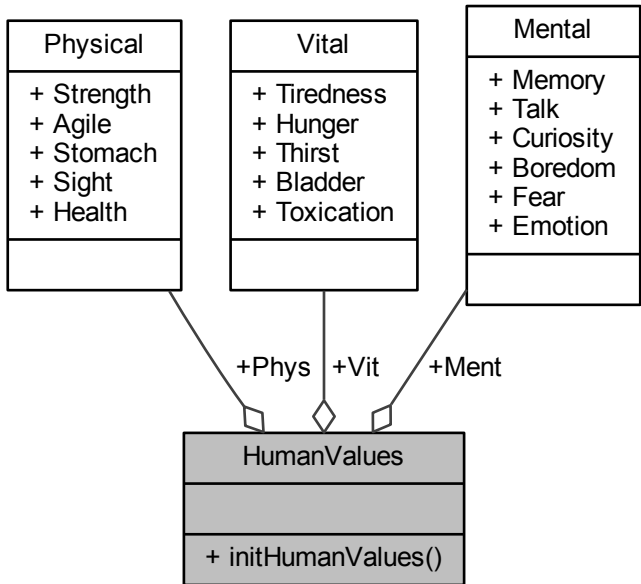 Physical
+ Strength
+ Agile
+ Stomach
+ Sight
+ Health
Vital
+ Tiredness
+ Hunger
+ Thirst
+ Bladder
+ Toxication
Mental
+ Memory
+ Talk
+ Curiosity
+ Boredom
+ Fear
+ Emotion
+Phys
+Vit
+Ment
HumanValues
+ initHumanValues()